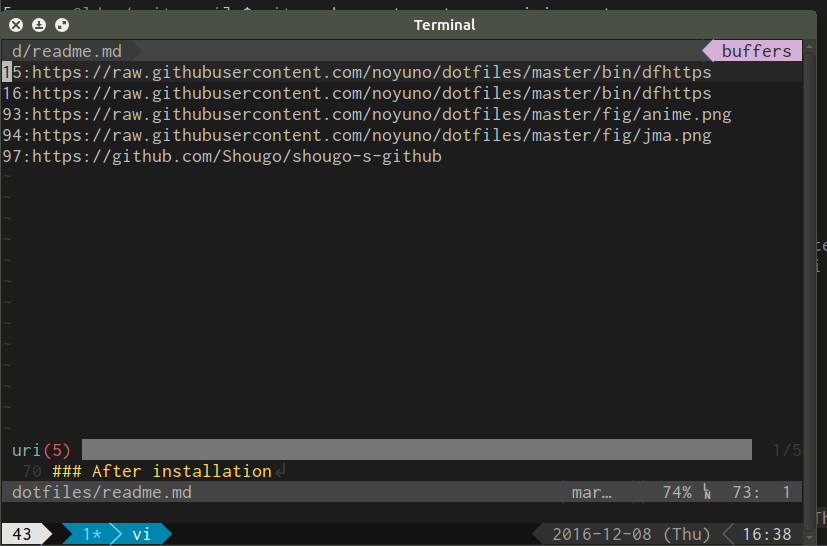 Terminal
d/readme.md buffers
15:https://raw.githubusercontent.com/noyuno/dotfiles/master/bin/dfhttps
16:https://raw.githubusercontent.com/noyuno/dotfiles/master/bin/dfhttps
93:https://raw.githubusercontent.com/noyuno/dotfiles/master/fig/anime.png
94:https://raw.githubusercontent.com/noyuno/dotfiles/master/fig/jma.png
97:https://github.com/Shougo/shougo-s-github
~
~
~
~
~
~
~
~
~
~
~
~
~
uri(5) 1/5
70 ### After installation↲
dotfiles/readme.md mar… 74% ␤ 73: 1
43 1* vi 2016-12-08 (Thu) 16:38